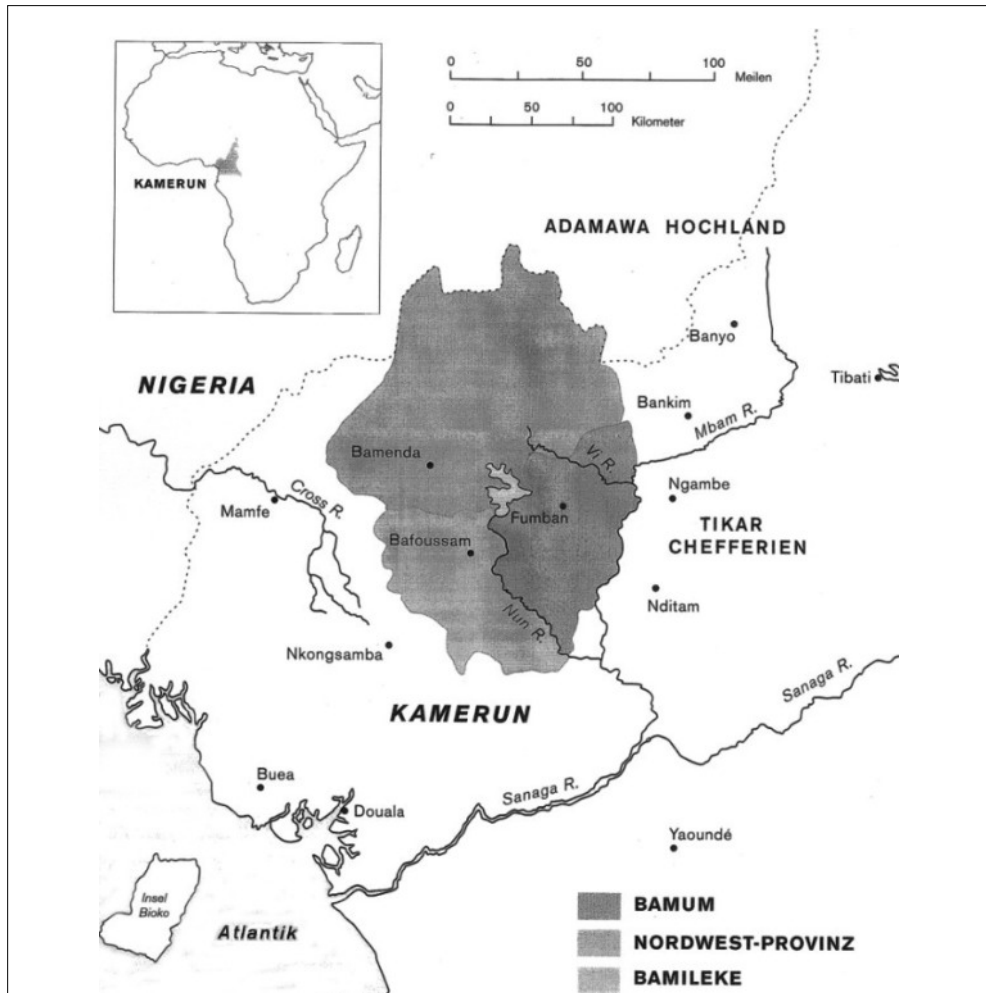 0 50 100
Meilen
0 50 100
Kilometer
KAMERUN
ADAMAWA HOCHLAND
Banyo
NIGERIA
Tibati
Bankim
Mbam R.
Bamenda
Vi R.
Cross R.
Ngambe
Mamfe
Fumban
TIKAR
CHEFFERIEN
Bafoussam
Nditam
Nun R.
Nkongsamba
Sanaga R.
KAMERUN
Buea
Sanaga R.
Douala
Yaoundé
Insel
Bioko
Atlantik
BAMUM
NORDWEST-PROVINZ
BAMILEKE